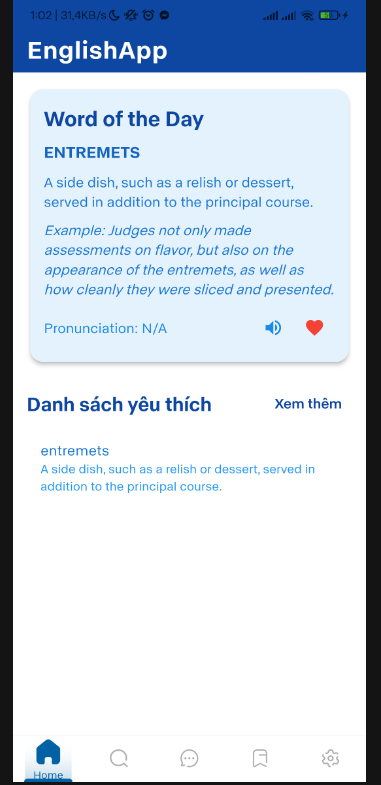 1:02 | 31,4KB/s
EnglishApp
Word of the Day
ENTREMETS
A side dish, such as a relish or dessert,
served in addition to the principal course.
Example: Judges not only made
assessments on flavor, but also on the
appearance of the entremets, as well as
how cleanly they were sliced and presented.
Pronunciation: N/A
Danh sách yêu thích Xem thêm
entremets
A side dish, such as a relish or dessert, served in
addition to the principal course.
Home